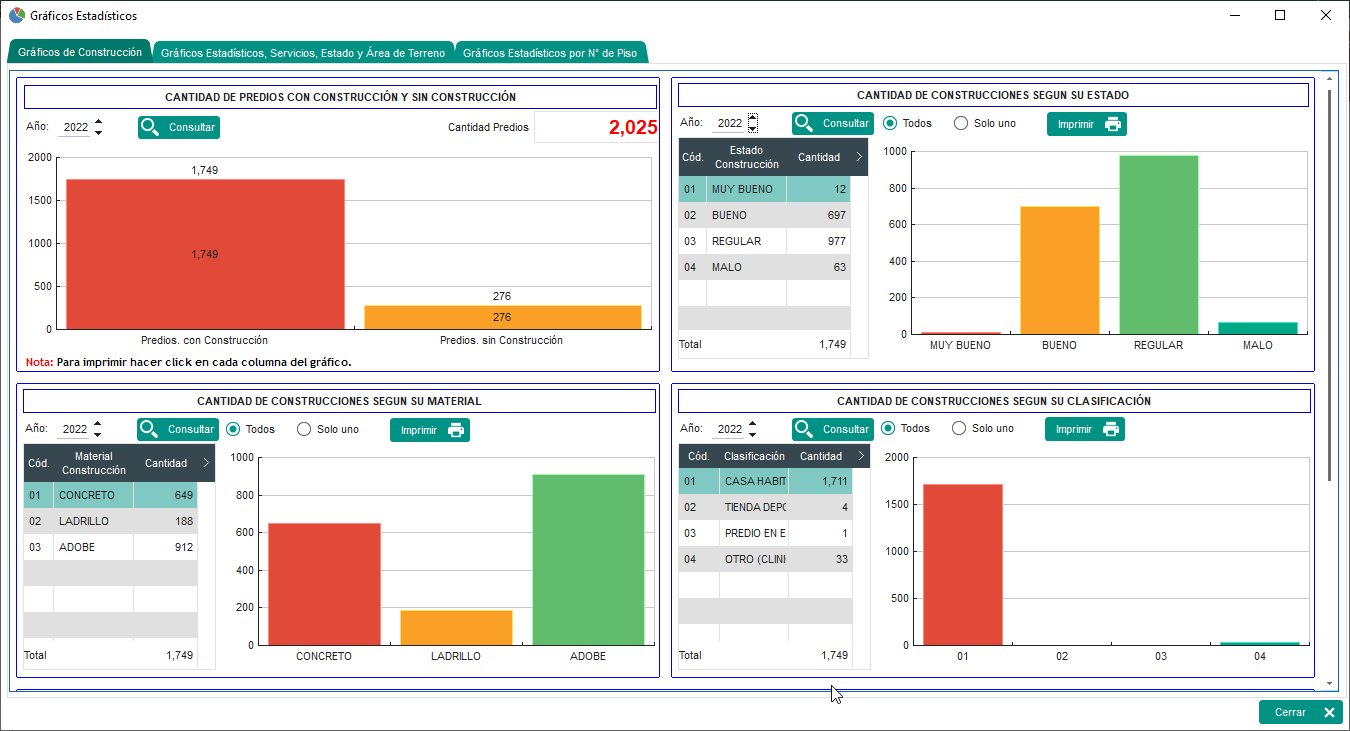 Gráficos Estadísticos
Gráficos de Construcción
Gráficos Estadísticos, Servicios, Estado y Área de Terreno
Gráficos Estadísticos por N° de Piso
CANTIDAD DE PREDIOS CON CONSTRUCCIÓN Y SIN CONSTRUCCIÓN
Año: 2022 Consultar Cantidad Predios 2,025
2000
1500
1000
500
0
1,749
1,749
276
276
Predios. con Construcción Predios. sin Construcción
Nota: Para imprimir hacer click en cada columna del gráfico.
CANTIDAD DE CONSTRUCCIONES SEGUN SU ESTADO
Año: 2022 Consultar Todos Solo uno Imprimir
Cód. Estado Construcción Cantidad >
01 MUY BUENO 12
02 BUENO 697
03 REGULAR 977
04 MALO 63
Total 1,749
1000
800
600
400
200
0
MUY BUENO BUENO REGULAR MALO
CANTIDAD DE CONSTRUCCIONES SEGUN SU MATERIAL
Año: 2022 Consultar Todos Solo uno Imprimir
Cód. Material Construcción Cantidad >
01 CONCRETO 649
02 LADRILLO 188
03 ADOBE 912
Total 1,749
1000
800
600
400
200
0
CONCRETO LADRILLO ADOBE
CANTIDAD DE CONSTRUCCIONES SEGUN SU CLASIFICACIÓN
Año: 2022 Consultar Todos Solo uno Imprimir
Cód. Clasificación Cantidad >
01 CASA HABIT 1,711
02 TIENDA DEPO 4
03 PREDIO EN E 1
04 OTRO (CLINI 33
Total 1,749
2000
1500
1000
500
0
01 02 03 04
Cerrar